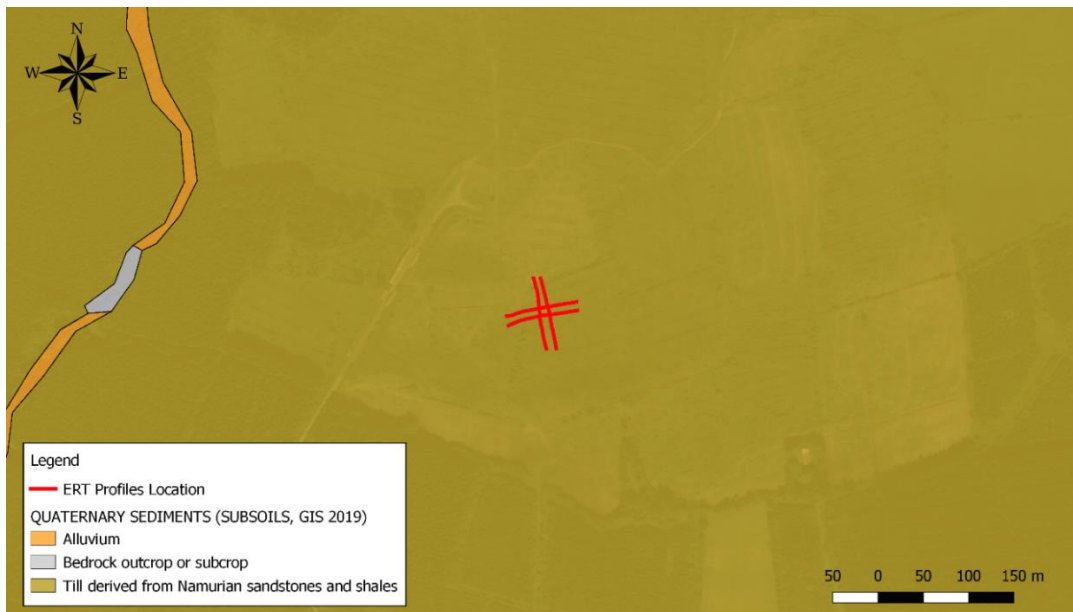 N
W E
S
Legend
ERT Profiles Location
QUATERNARY SEDIMENTS (SUBSOILS, GIS 2019)
Alluvium
Bedrock outcrop or subcrop
Till derived from Namurian sandstones and shales
50 0 50 100 150 m